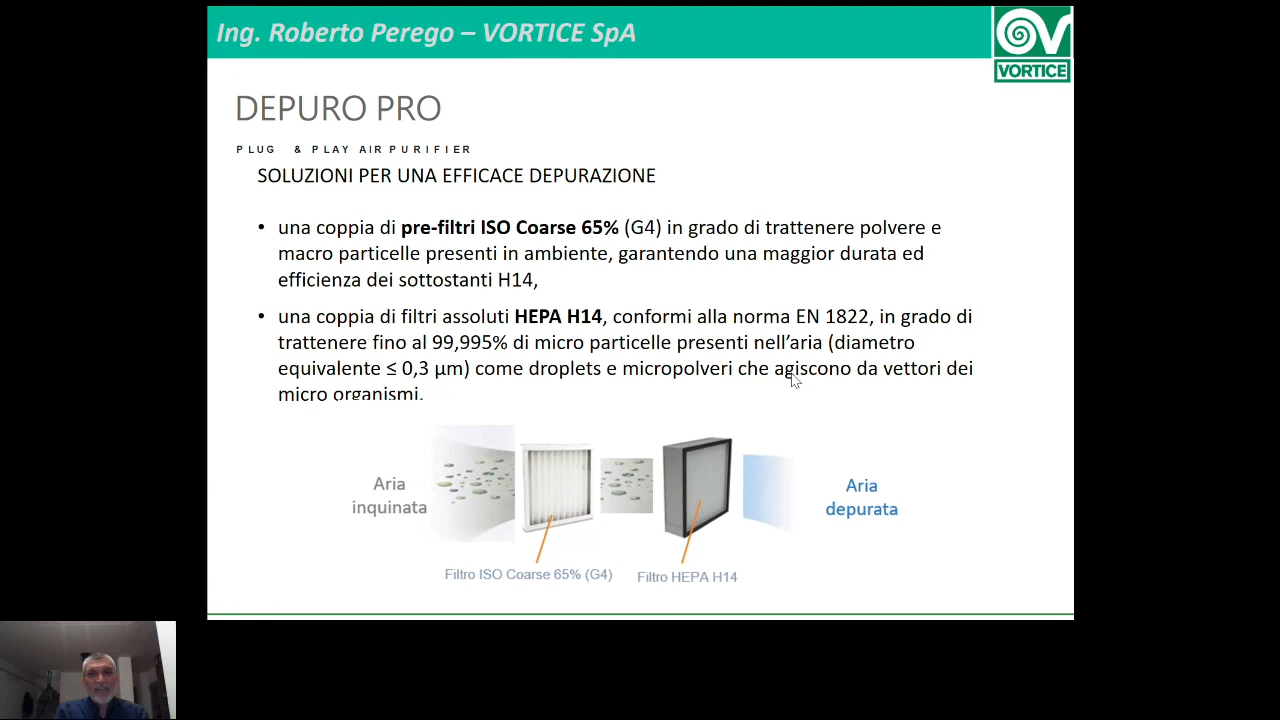 Ing. Roberto Perego – VORTICE SpA
VORTICE
DEPURO PRO
PLUG & PLAY AIR PURIFIER
SOLUZIONI PER UNA EFFICACE DEPURAZIONE
• una coppia di pre-filtri ISO Coarse 65% (G4) in grado di trattenere polvere e
macro particelle presenti in ambiente, garantendo una maggior durata ed
efficienza dei sottostanti H14,
• una coppia di filtri assoluti HEPA H14, conformi alla norma EN 1822, in grado di
trattenere fino al 99,995% di micro particelle presenti nell’aria (diametro
equivalente ≤ 0,3 µm) come droplets e micropolveri che agiscono da vettori dei
micro organismi.
Aria
inquinata
Aria
depurata
Filtro ISO Coarse 65% (G4)
Filtro HEPA H14